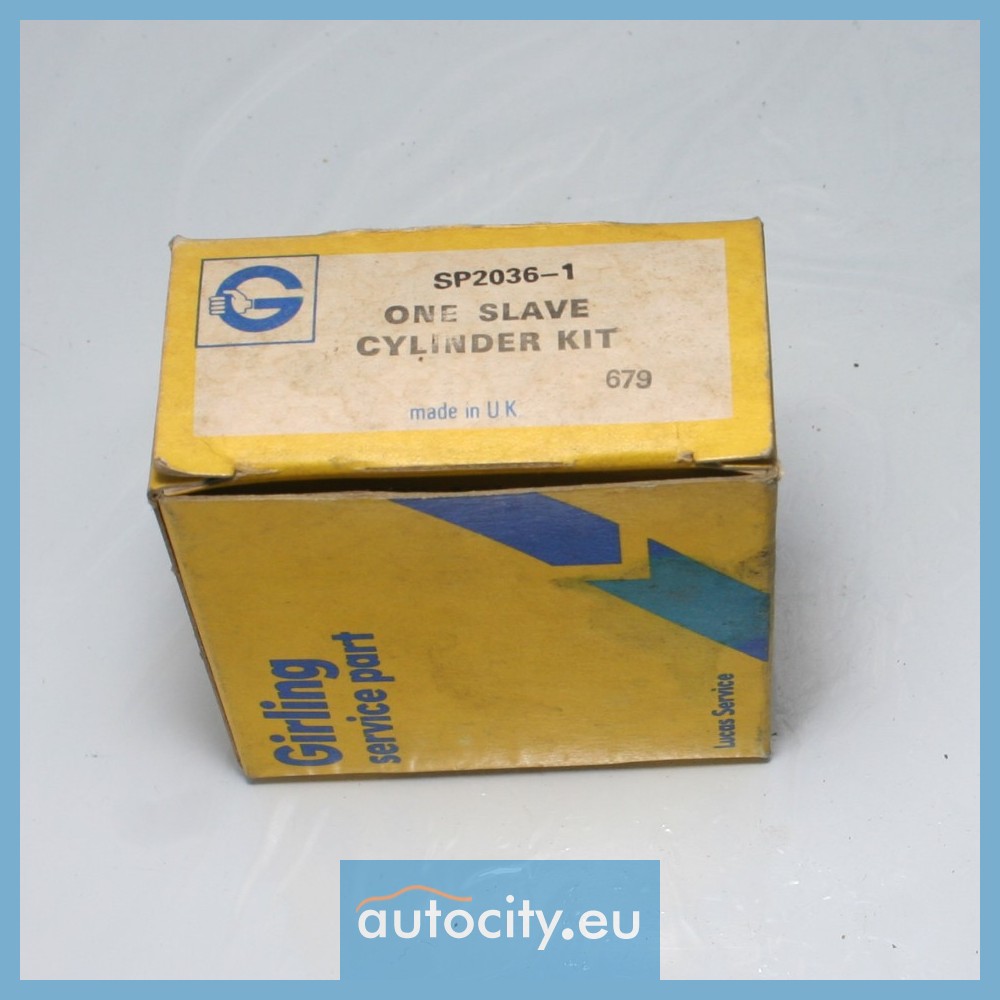 G
SP2036-1
ONE SLAVE
CYLINDER KIT
679
made in U K
Girling
service part
Lucas Service
autocity.eu